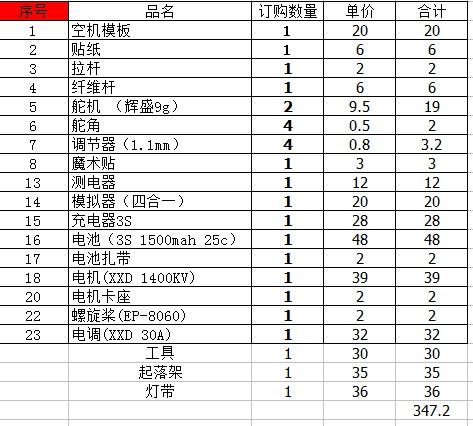 序号 品名 订购数量 单价 合计
1 空机模板 1 20 20
2 贴纸 1 6 6
3 拉杆 1 2 2
4 纤维杆 1 6 6
5 舵机 （辉盛9g） 2 9.5 19
6 舵角 4 0.5 2
7 调节器（1.1mm） 4 0.8 3.2
8 魔术贴 1 3 3
13 测电器 1 12 12
14 模拟器（四合一） 1 20 20
15 充电器3S 1 28 28
16 电池（3S 1500mah 25c） 1 48 48
17 电池扎带 1 2 2
18 电机(XXD 1400KV) 1 39 39
20 电机卡座 1 2 2
22 螺旋桨(EP-8060) 1 2 2
23 电调(XXD 30A) 1 32 32
工具 1 30 30
起落架 1 35 35
灯带 1 36 36
347.2